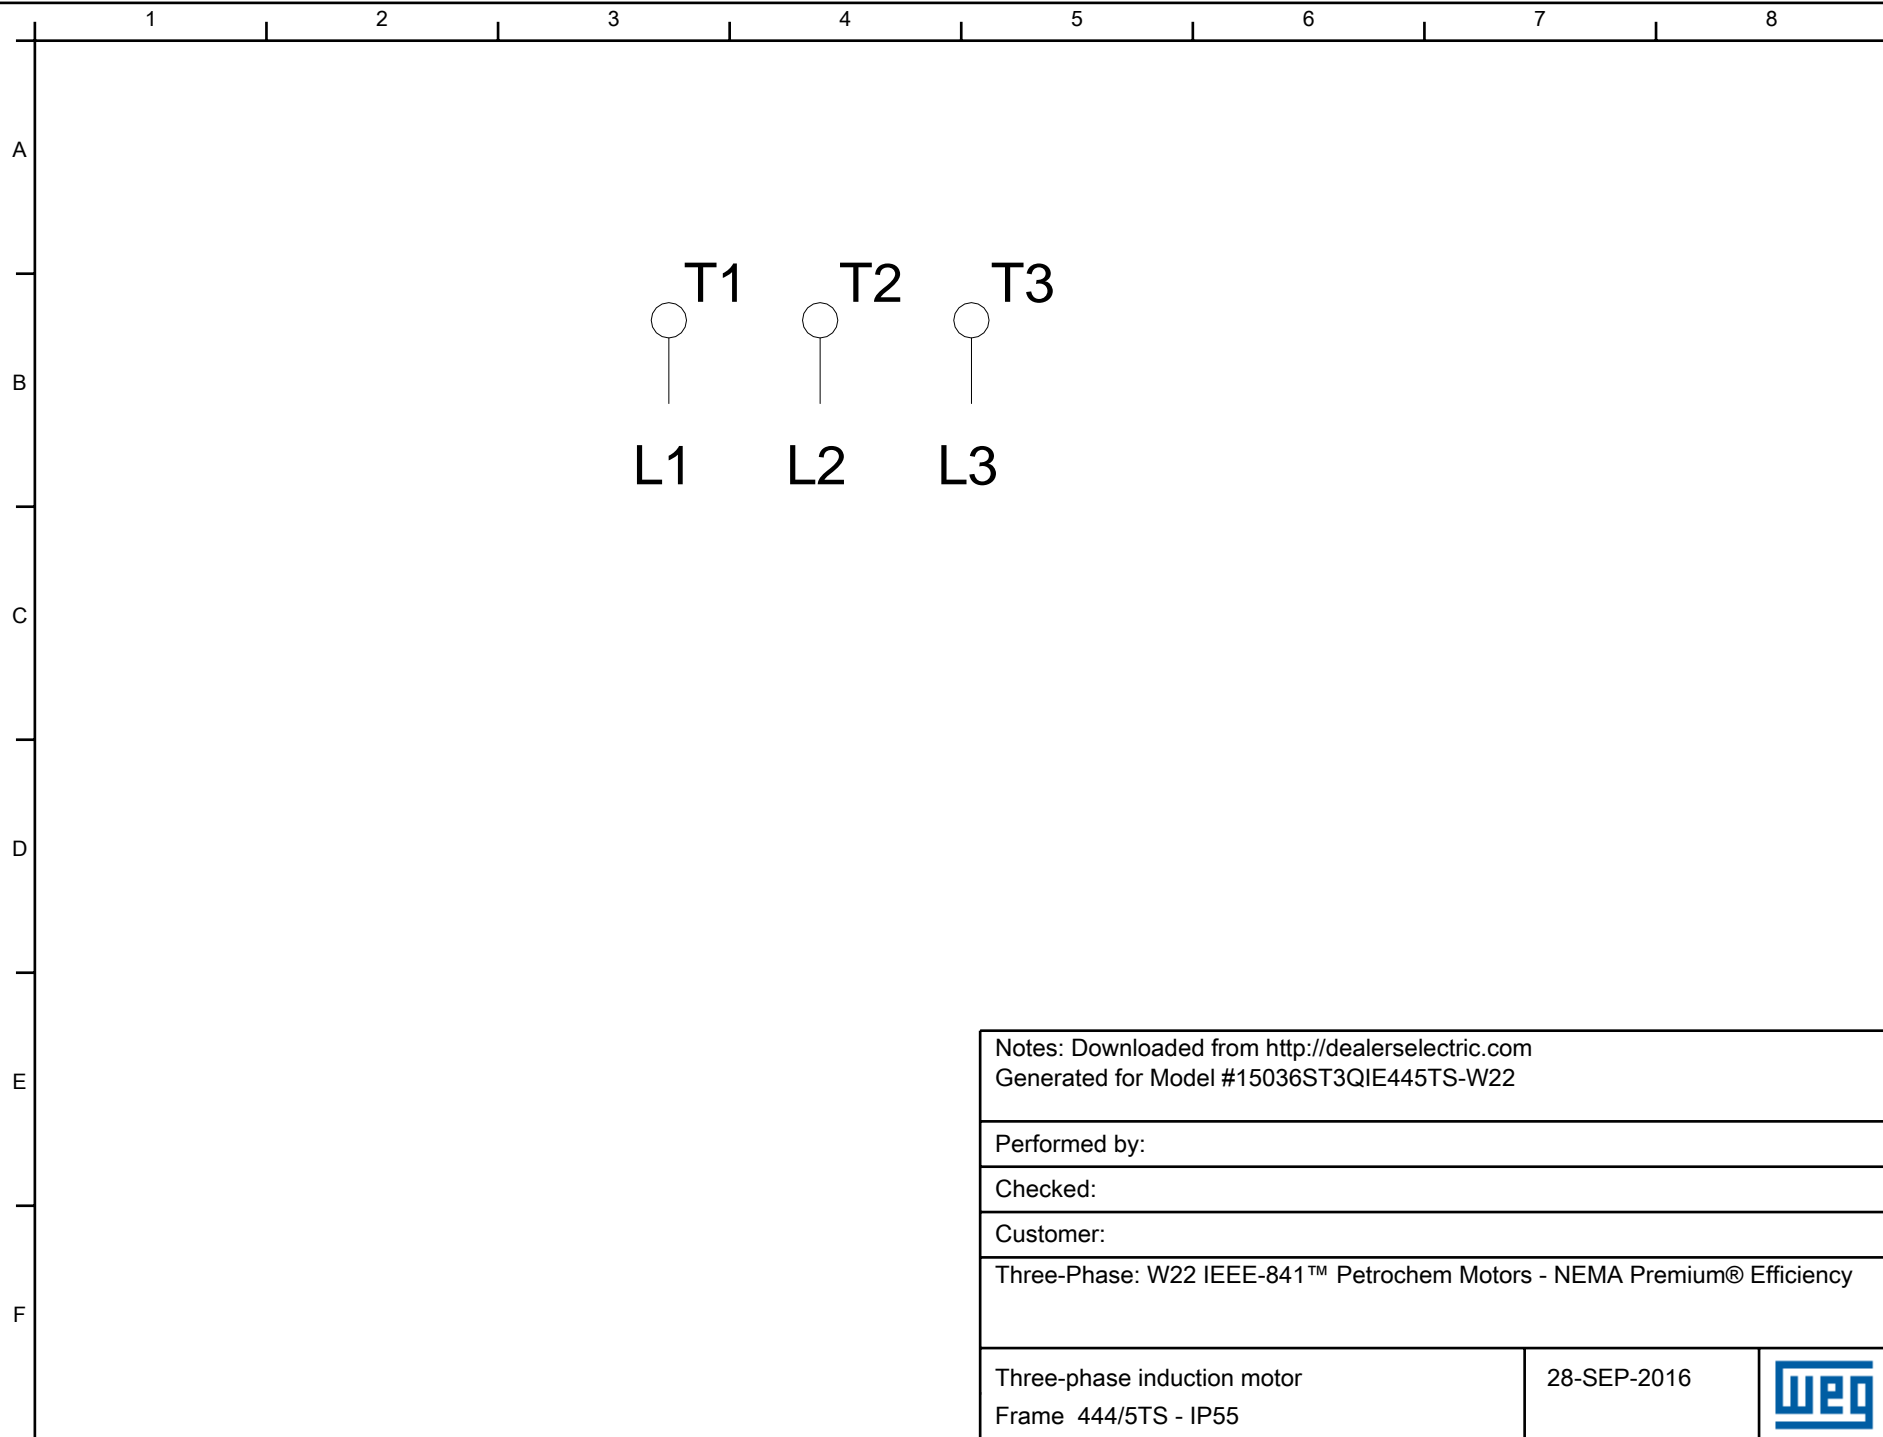 1 2 3 4 5 6 7 8
A
T1 T2 T3
B
L1 L2 L3
C
D
E
Notes: Downloaded from http://dealerselectric.com
Generated for Model #15036ST3QIE445TS-W22
Performed by:
Checked:
Customer:
Three-Phase: W22 IEEE-841™ Petrochem Motors - NEMA Premium® Efficiency
F
Three-phase induction motor
Frame 444/5TS - IP55
28-SEP-2016
weg